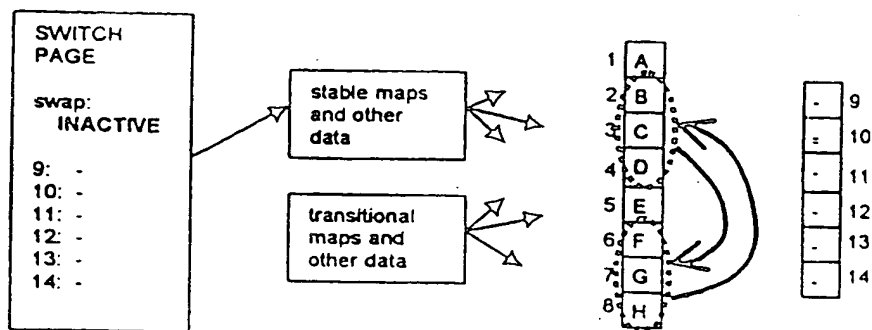 SWITCH
PAGE
swap:
INACTIVE
9: -
10: -
11: -
12: -
13: -
14: -
stable maps
and other
data
transitional
maps and
other data
1 A
2 B
3 C
4 D
5 E
6 F
7 G
8 H
- 9
= 10
- 11
- 12
- 13
- 14